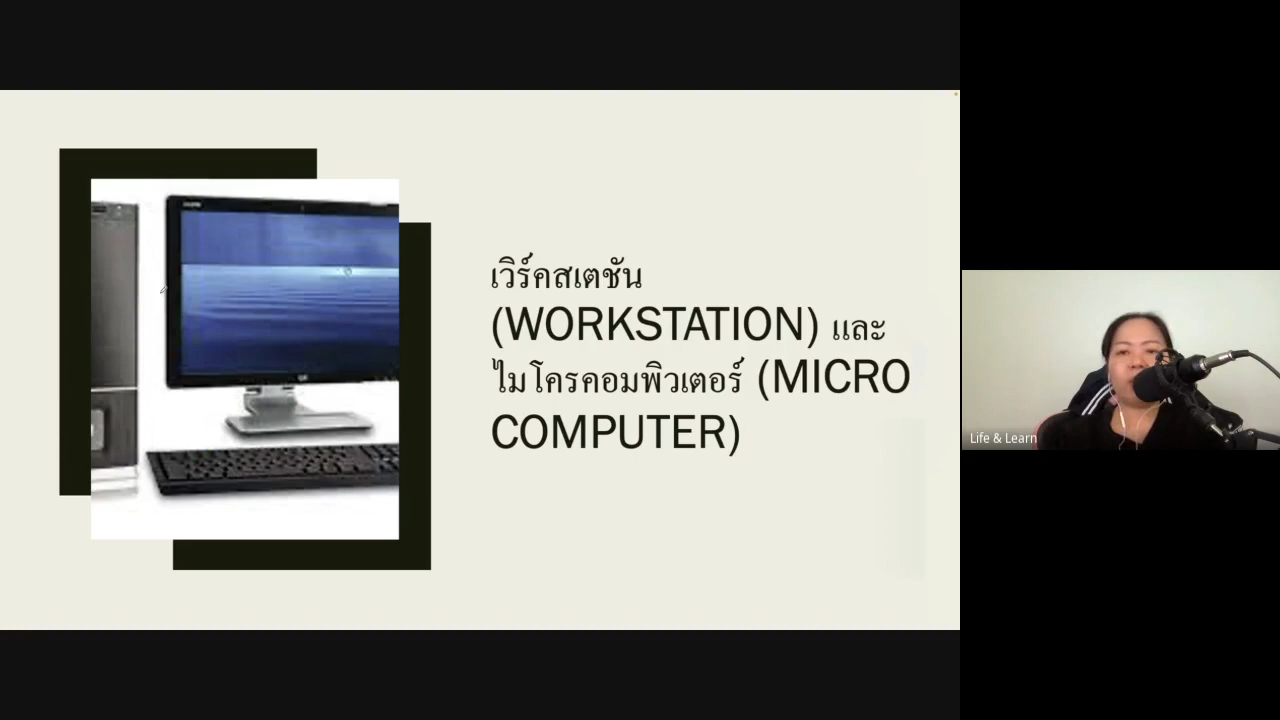 เวิร์คสเตชัน
(WORKSTATION) และ
ไมโครคอมพิวเตอร์ (MICRO
COMPUTER)
Life & Learn